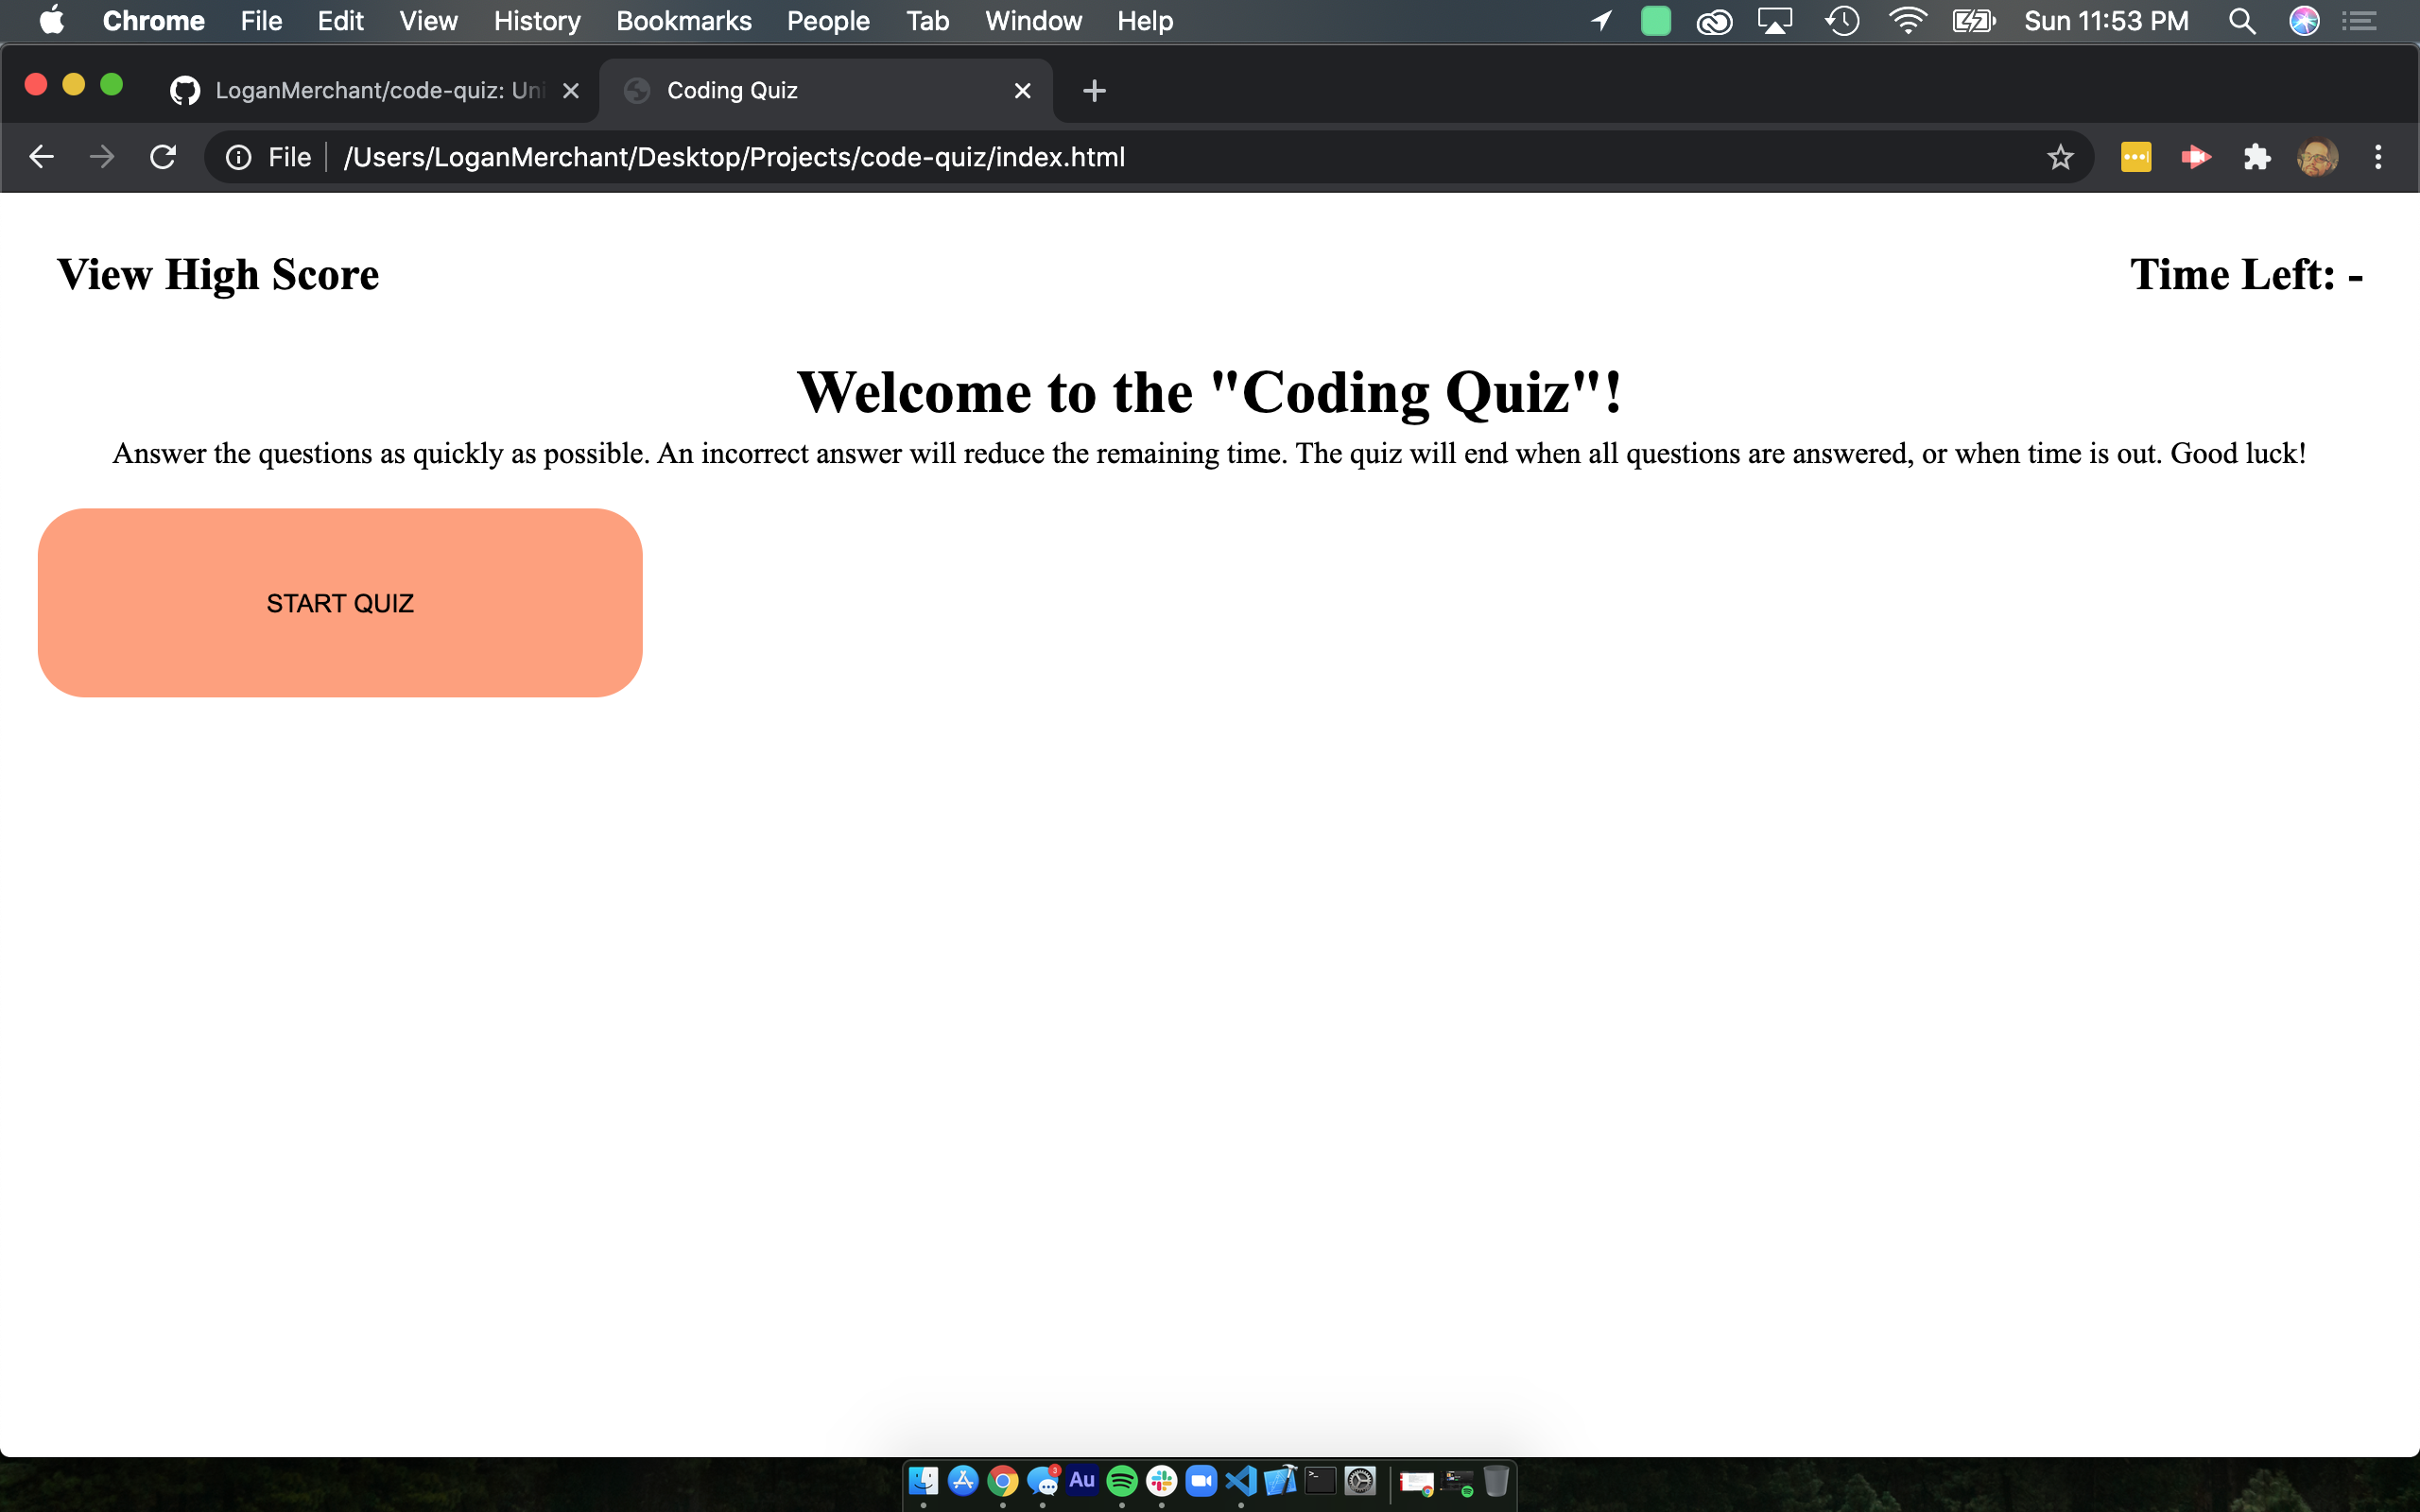 Chrome File Edit View History Bookmarks People Tab Window Help Sun 11:53 PM
LoganMerchant/code-quiz: Uni Coding Quiz
File /Users/LoganMerchant/Desktop/Projects/code-quiz/index.html
View High Score Time Left: -
Welcome to the "Coding Quiz"!
Answer the questions as quickly as possible. An incorrect answer will reduce the remaining time. The quiz will end when all questions are answered, or when time is out. Good luck!
START QUIZ
3
Au